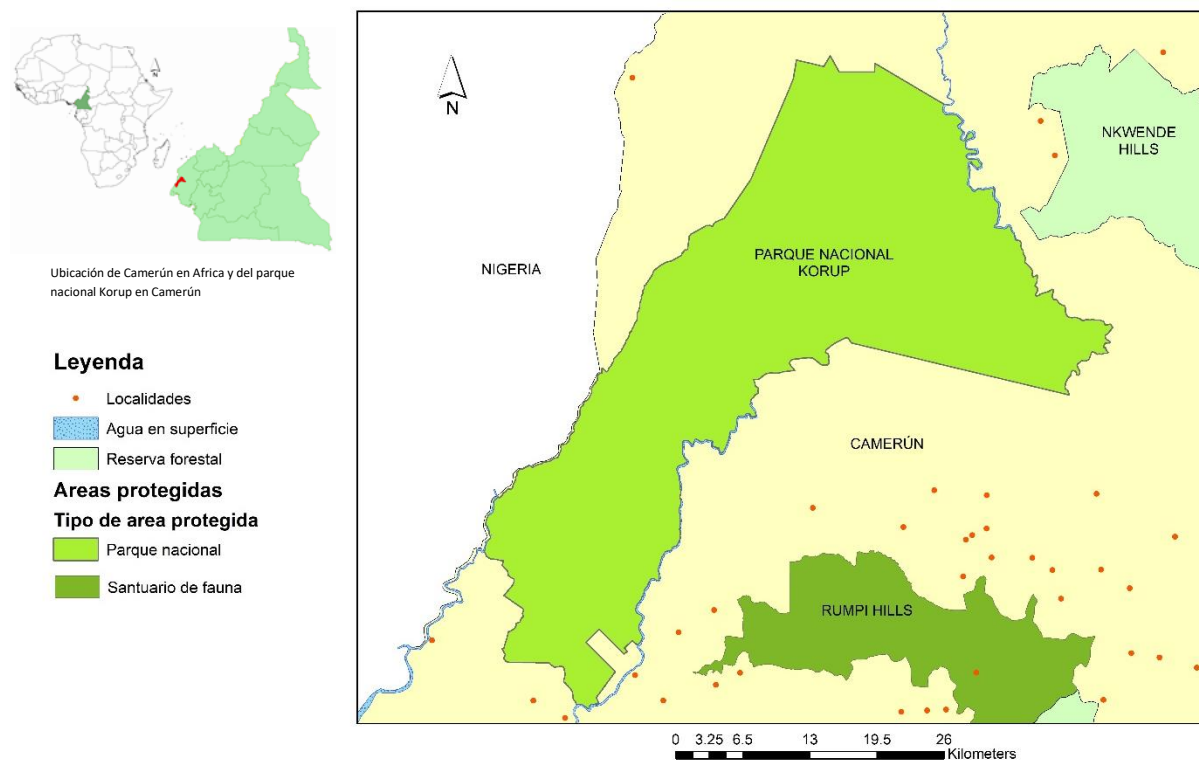 N
Ubicación de Camerún en Africa y del parque
nacional Korup en Camerún
Leyenda
Localidades
Agua en superficie
Reserva forestal
Areas protegidas
Tipo de area protegida
Parque nacional
Santuario de fauna
N
NKWENDE
HILLS
PARQUE NACIONAL
KORUP
NIGERIA
CAMERÚN
RUMPI HILLS
0 3.25 6.5 13 19.5 26
Kilometers